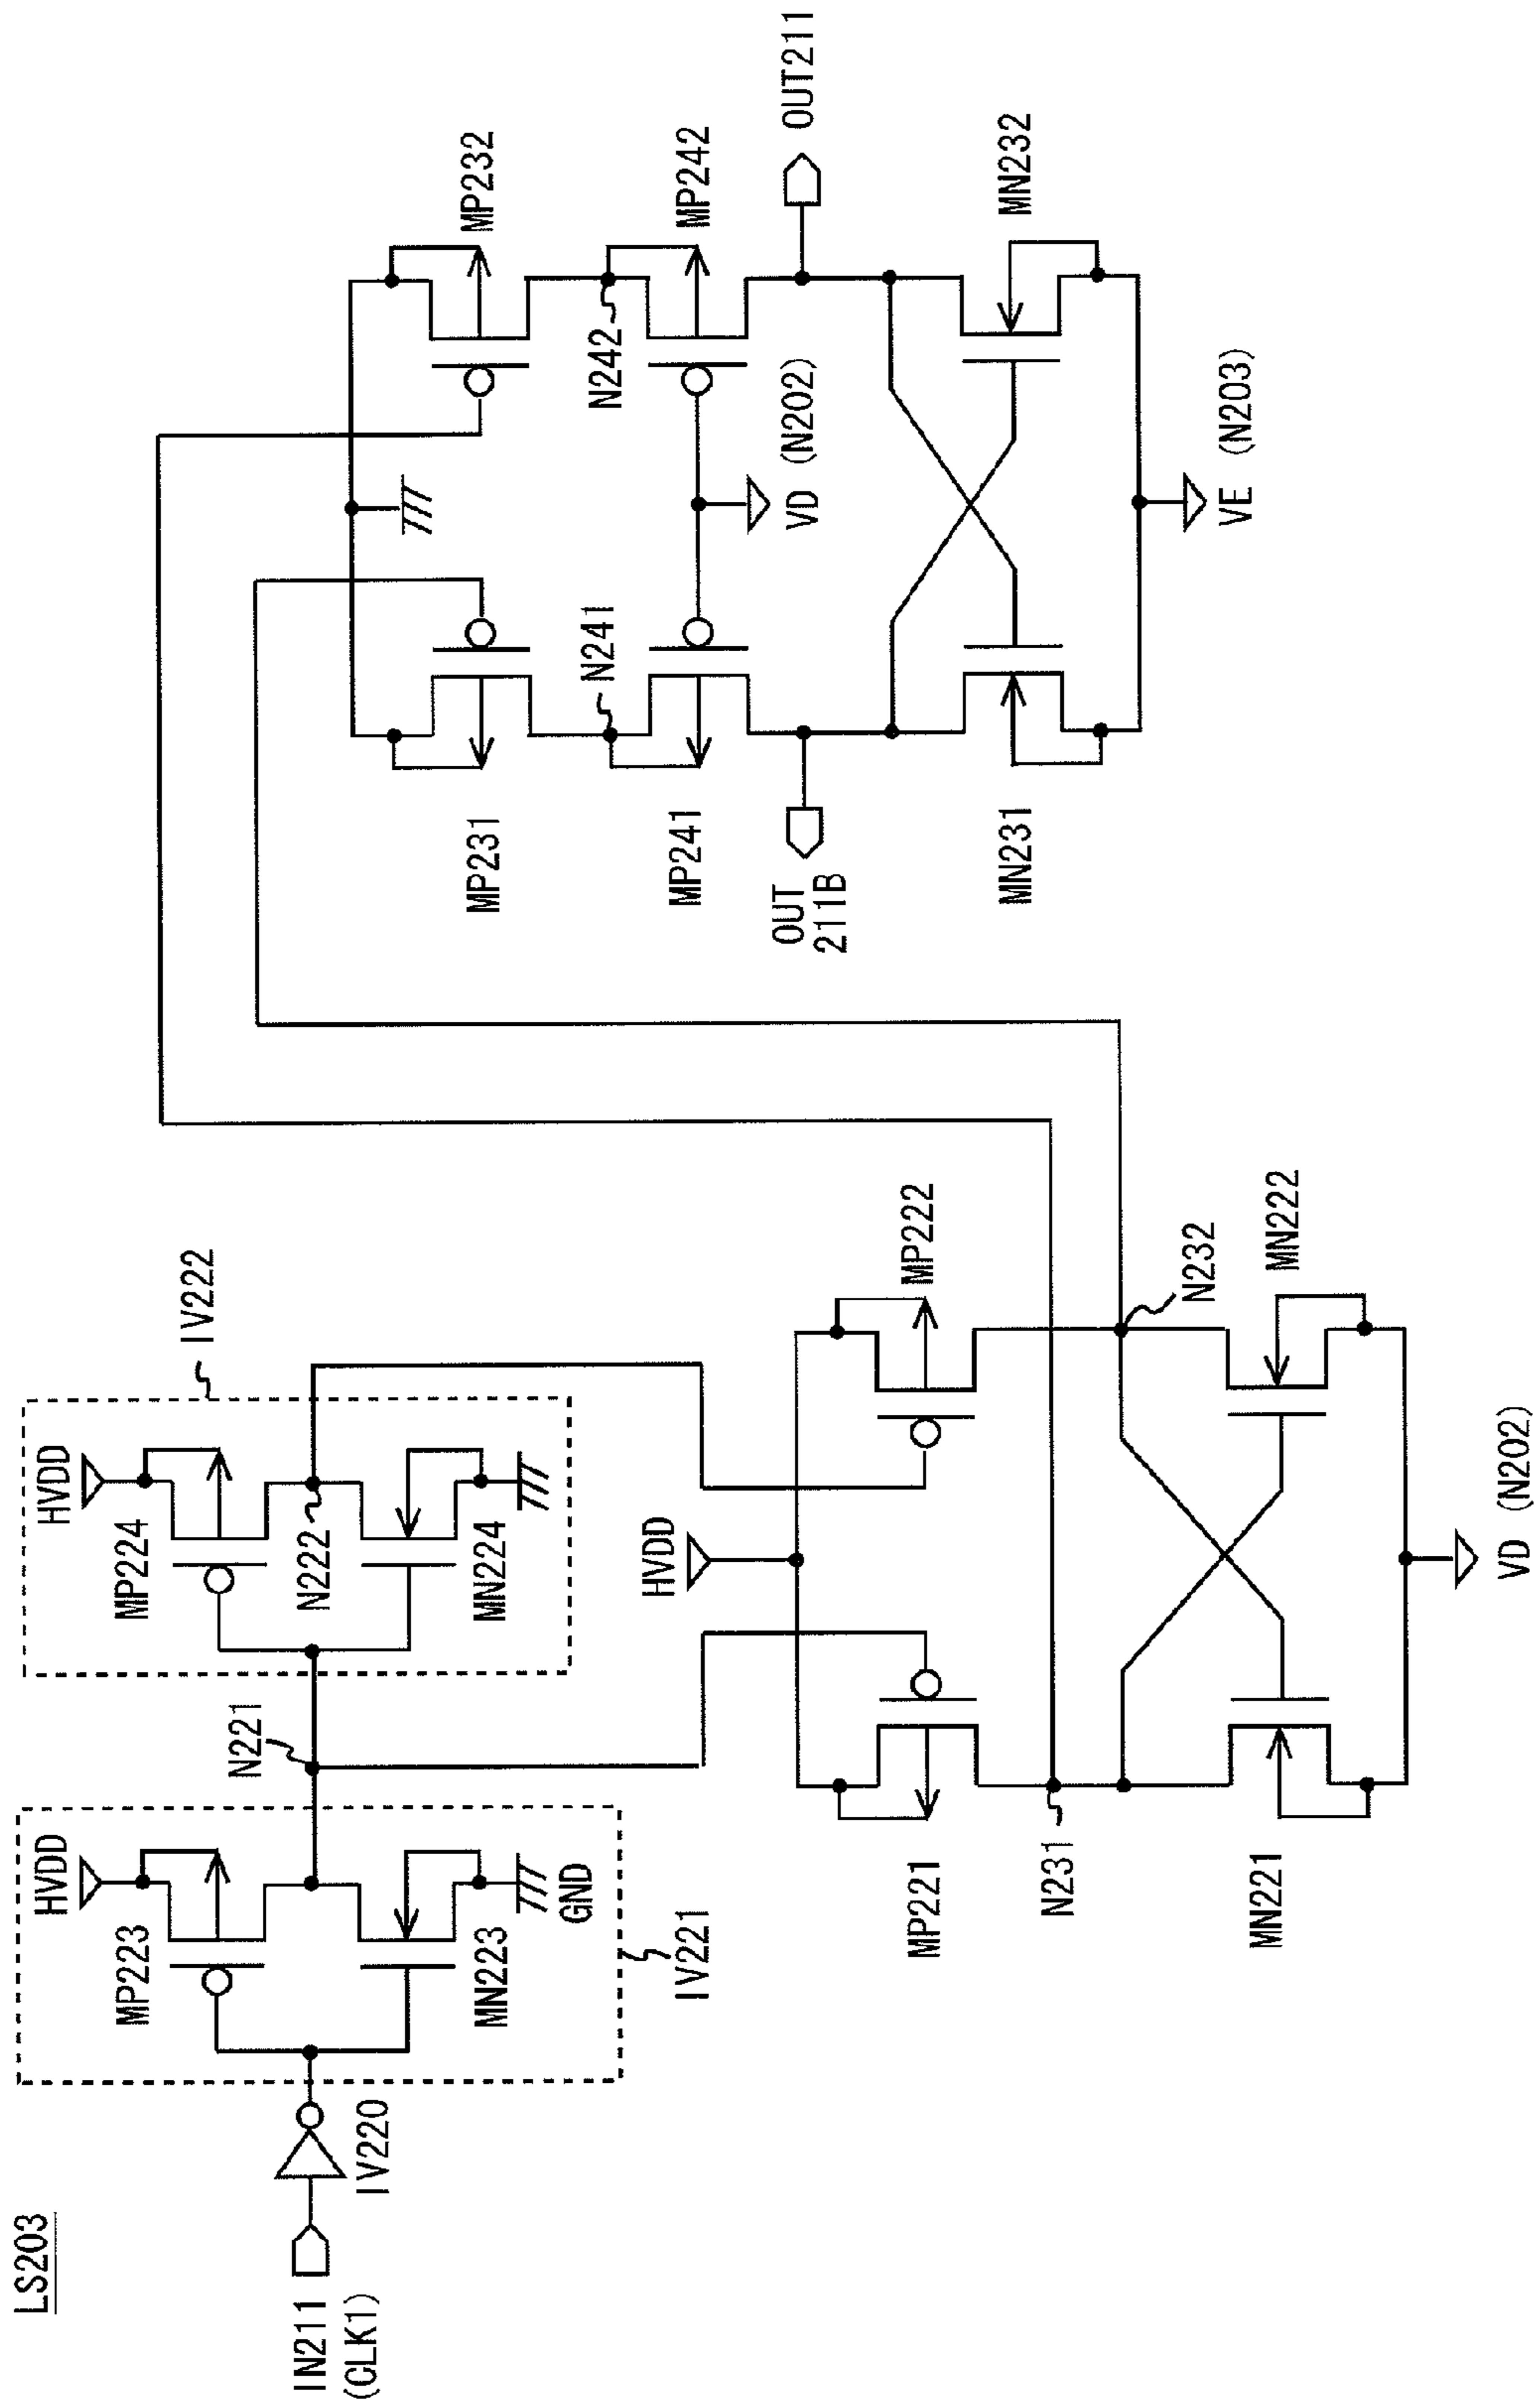 LS203
IN211
(CLK1)
IV220
HVDD
MP223
MN223
GND
IV221
N221
HVDD
MP224
N222
MN224
IV222
HVDD
MP221
MP222
N231
N232
MN221
MN222
VD (N202)
MP231
MP232
N241
N242
MP241
MP242
VD (N202)
OUT
211B
OUT211
MN231
MN232
VE (N203)